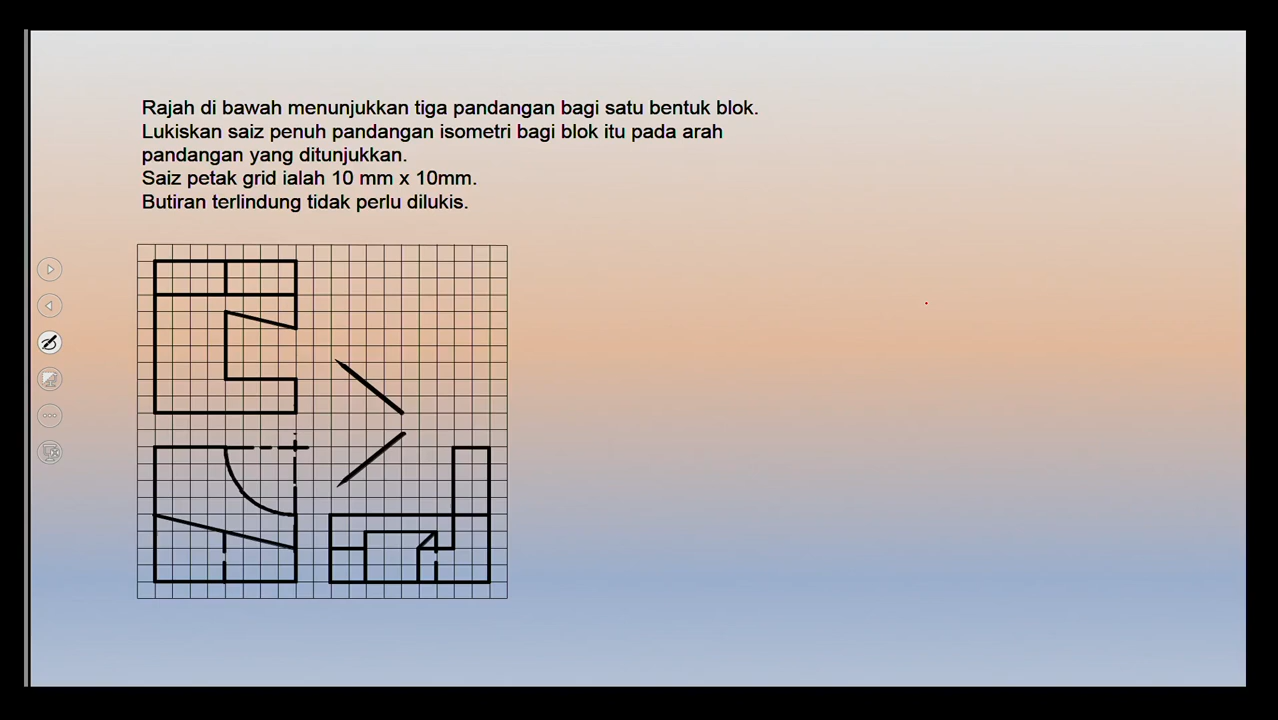 Rajah di bawah menunjukkan tiga pandangan bagi satu bentuk blok.
Lukiskan saiz penuh pandangan isometri bagi blok itu pada arah
pandangan yang ditunjukkan.
Saiz petak grid ialah 10 mm x 10mm.
Butiran terlindung tidak perlu dilukis.